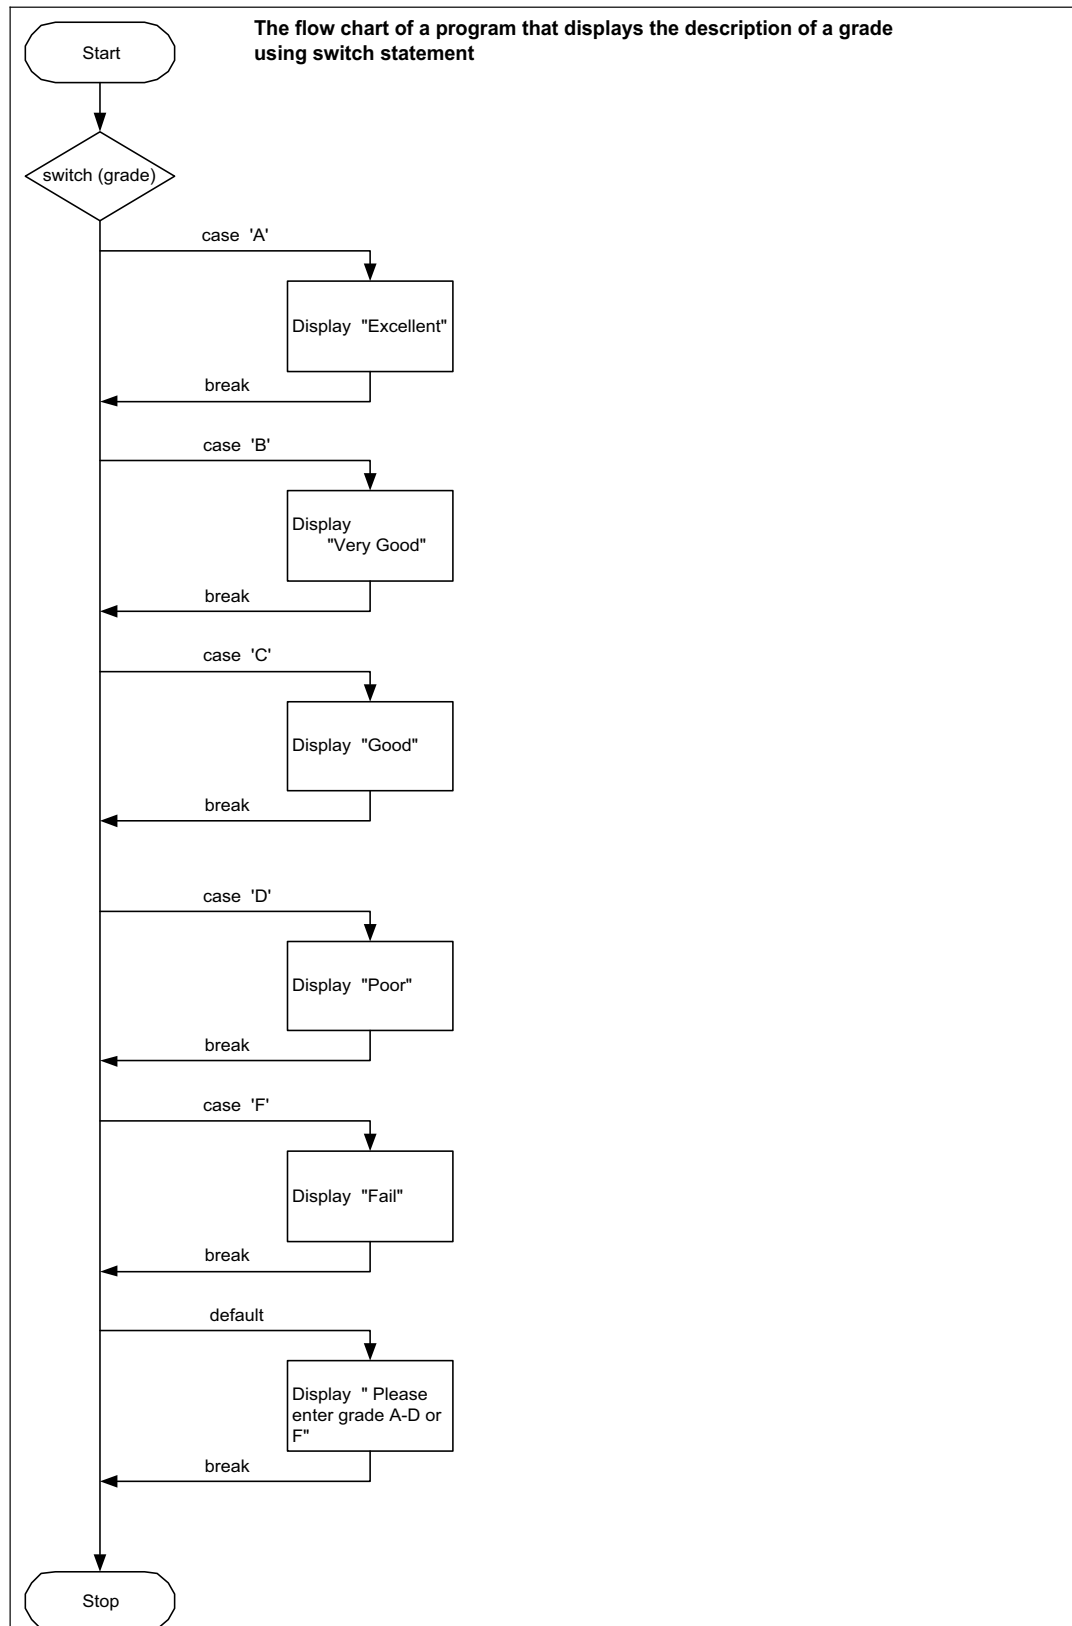 The flow chart of a program that displays the description of a grade
using switch statement
Start
switch (grade)
case 'A'
Display "Excellent"
break
case 'B'
Display
"Very Good"
break
case 'C'
Display "Good"
break
case 'D'
Display "Poor"
break
case 'F'
Display "Fail"
break
default
Display " Please
enter grade A-D or
F"
break
Stop